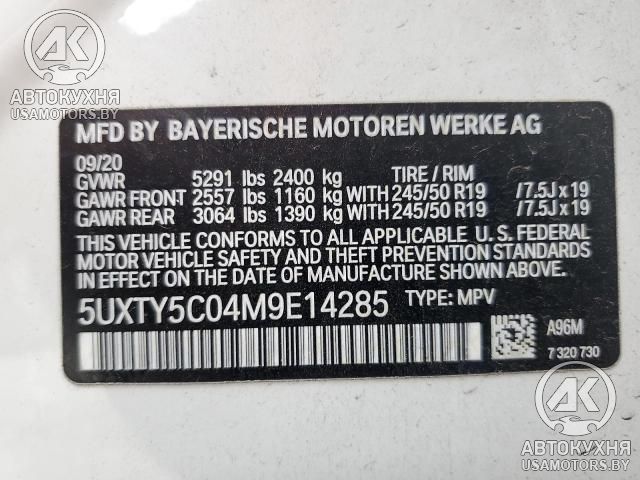 AK
АВТОКУХНЯ
USAMOTORS.BY
MFD BY BAYERISCHE MOTOREN WERKE AG
09/20
GVWR 5291 lbs 2400 kg TIRE / RIM
GAWR FRONT 2557 lbs 1160 kg WITH 245/50 R19 /7.5J x 19
GAWR REAR 3064 lbs 1390 kg WITH 245/50 R19 /7.5J x 19
THIS VEHICLE CONFORMS TO ALL APPLICABLE U. S. FEDERAL
MOTOR VEHICLE SAFETY AND THEFT PREVENTION STANDARDS
IN EFFECT ON THE DATE OF MANUFACTURE SHOWN ABOVE.
5UXTY5C04M9E14285 TYPE: MPV
A96M
7 320 730
AK
АВТОКУХНЯ
USAMOTORS.BY